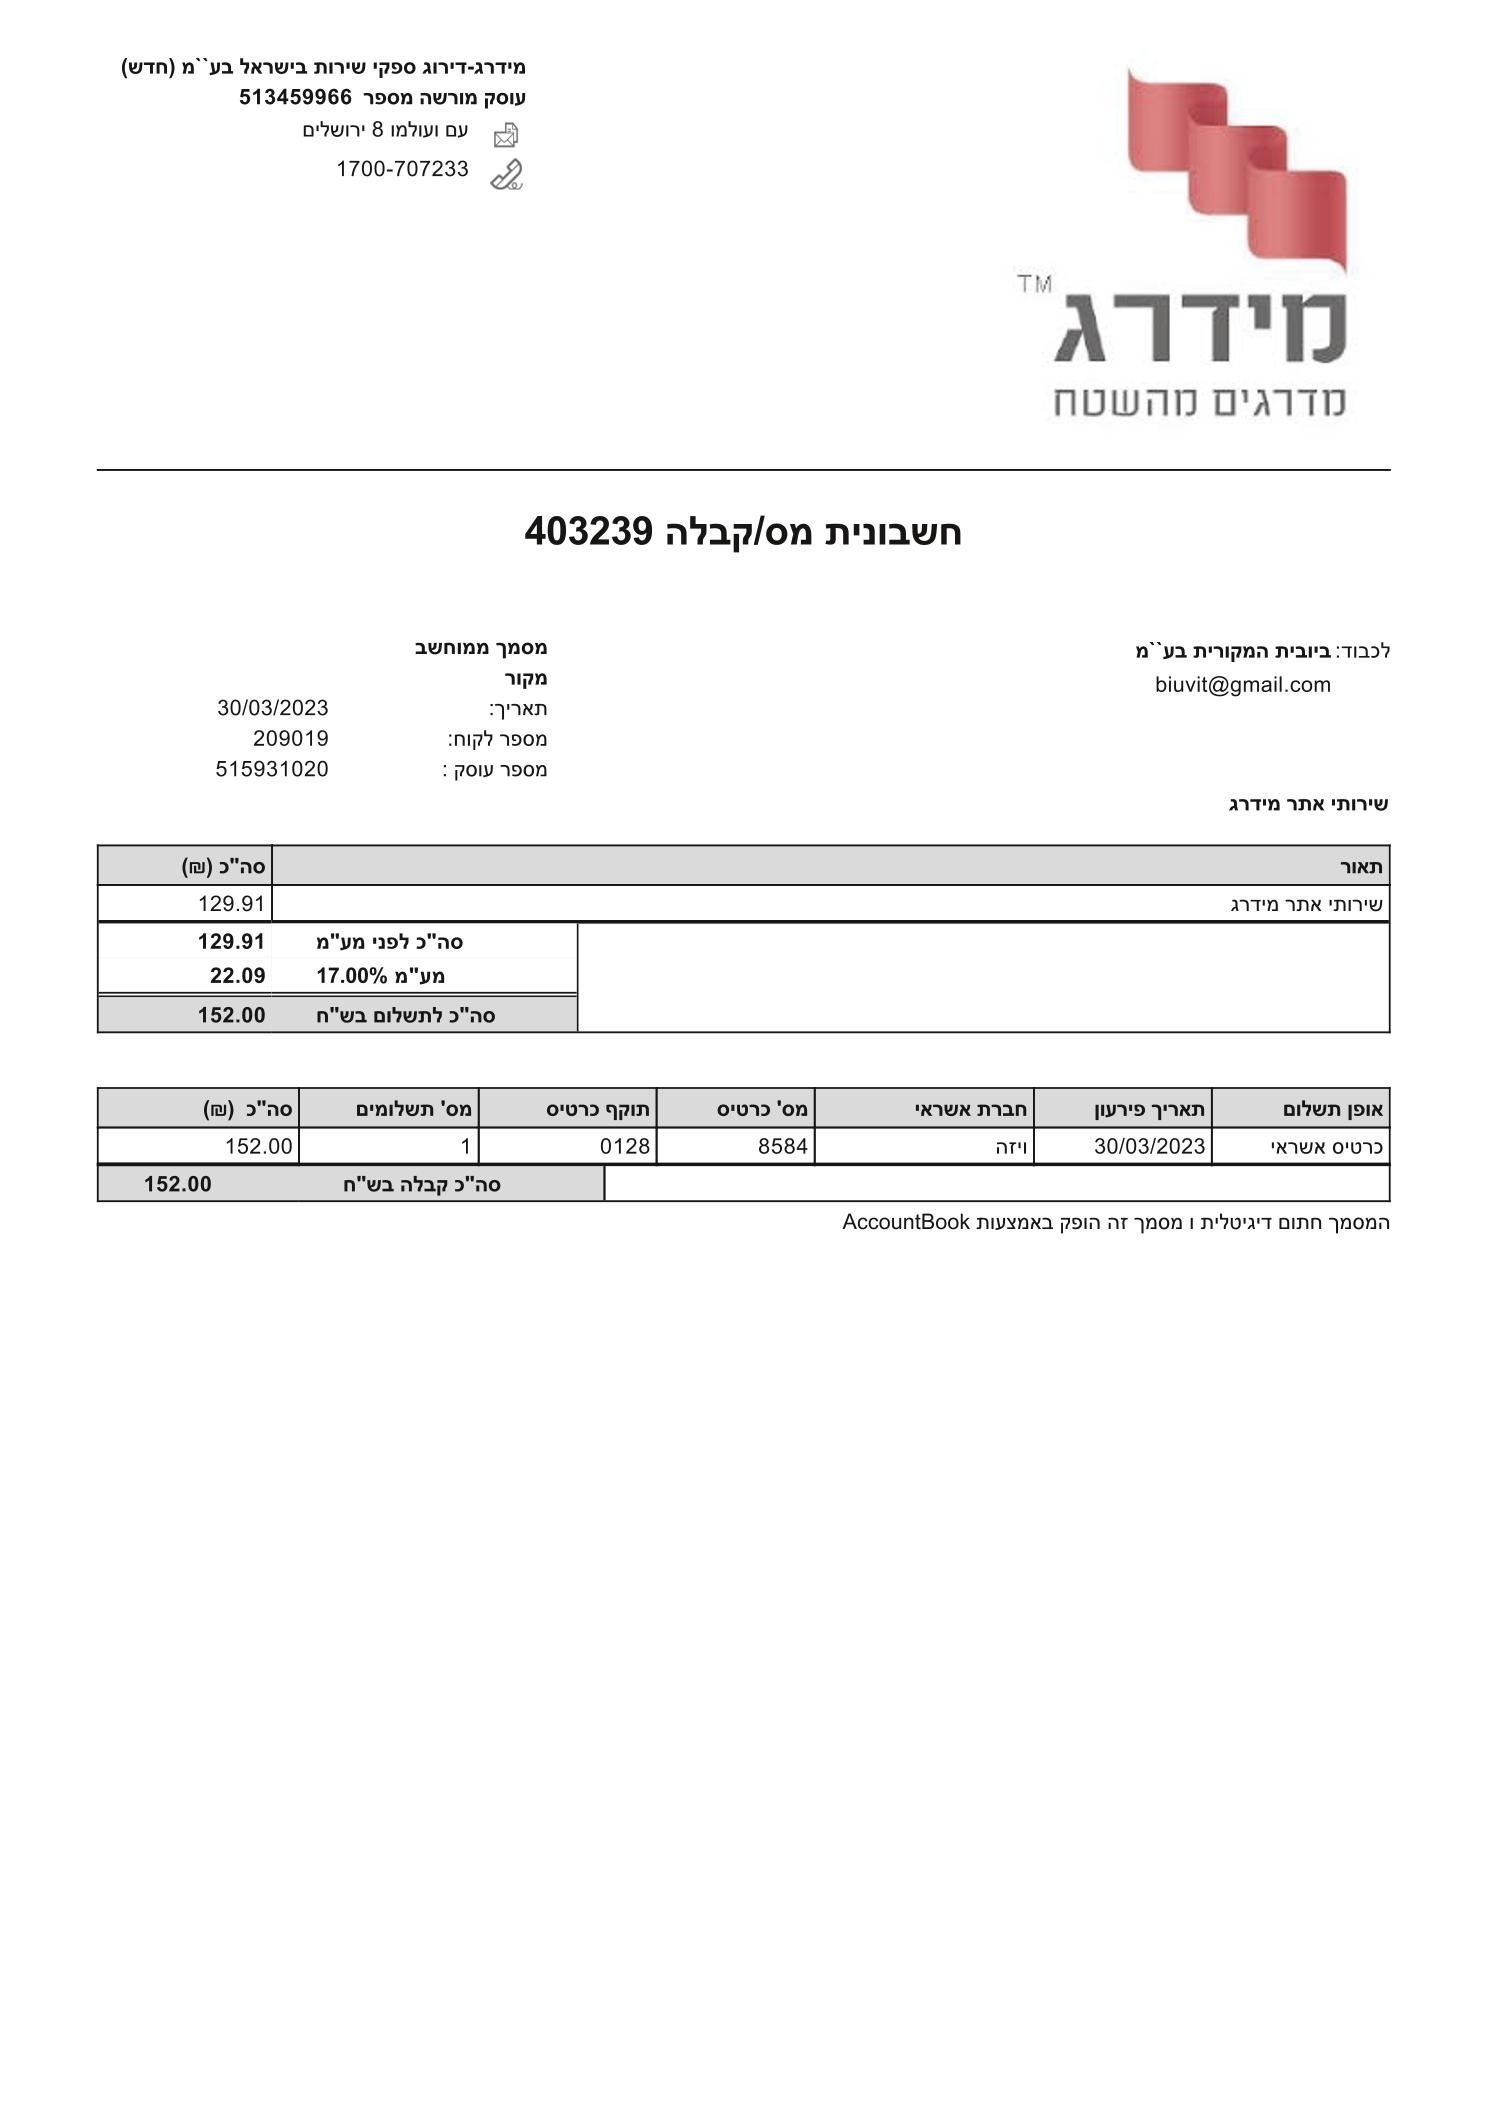 מידרג-דירוג ספקי שירות בישראל בע``מ (חדש)
עוסק מורשה מספר 513459966
עם ועולמו 8 ירושלים
1700-707233
TM
מידרג
מדרגים מהשטח
חשבונית מס/קבלה 403239
לכבוד: ביובית המקורית בע``מ
biuvit@gmail.com
מסמך ממוחשב
מקור
תאריך: 30/03/2023
מספר לקוח: 209019
מספר עוסק : 515931020
שירותי אתר מידרג
תאור סה"כ (₪)
שירותי אתר מידרג 129.91
סה"כ לפני מע"מ 129.91
מע"מ 17.00% 22.09
סה"כ לתשלום בש"ח 152.00
אופן תשלום תאריך פירעון חברת אשראי מס' כרטיס תוקף כרטיס מס' תשלומים סה"כ (₪)
כרטיס אשראי 30/03/2023 ויזה 8584 0128 1 152.00
סה"כ קבלה בש"ח 152.00
המסמך חתום דיגיטלית ו מסמך זה הופק באמצעות AccountBook